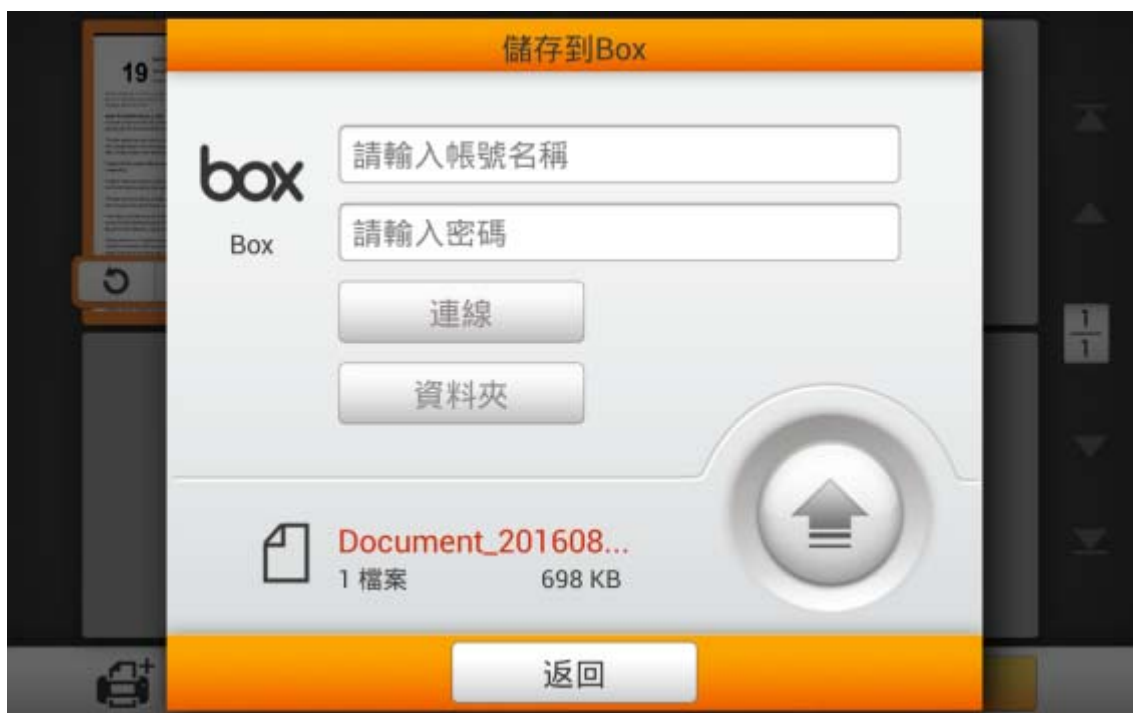 儲存到Box
19
box
請輸入帳號名稱
Box
請輸入密碼
連線
資料夾
1
1
Document_201608...
1 檔案 698 KB
返回